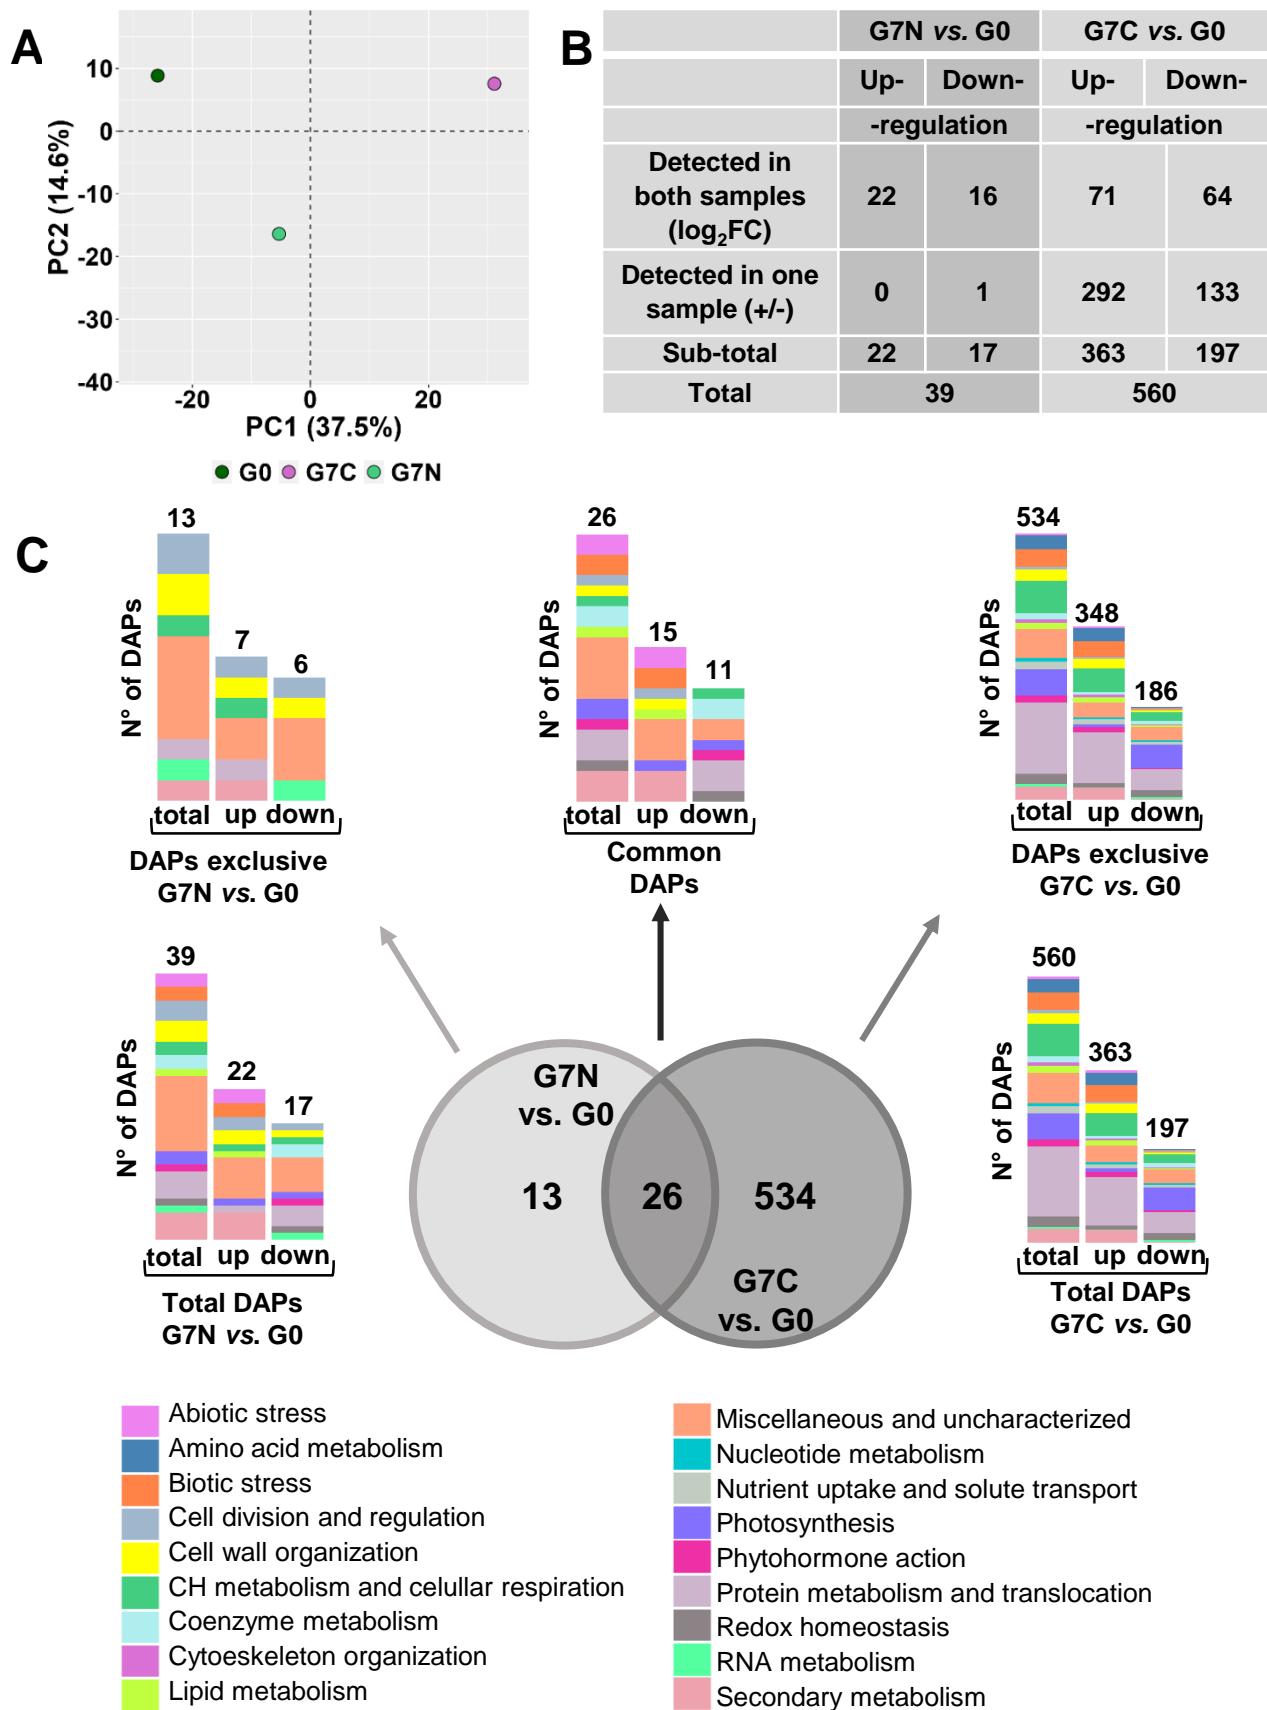 A
PC2 (14.6%)
10
0
-10
-20
-30
-40
-20
0
20
PC1 (37.5%)
G0
G7C
G7N
B
G7N vs. G0
G7C vs. G0
Up-
Down-
Up-
Down-
-regulation
-regulation
Detected in
both samples
(log₂FC)
22
16
71
64
Detected in one
sample (+/-)
0
1
292
133
Sub-total
22
17
363
197
Total
39
560
C
N° of DAPs
13
7
6
total
up
down
DAPs exclusive
G7N vs. G0
N° of DAPs
26
15
11
total
up
down
Common
DAPs
N° of DAPs
534
348
186
total
up
down
DAPs exclusive
G7C vs. G0
N° of DAPs
39
22
17
total
up
down
Total DAPs
G7N vs. G0
G7N
vs. G0
13
26
534
G7C
vs. G0
N° of DAPs
560
363
197
total
up
down
Total DAPs
G7C vs. G0
Abiotic stress
Amino acid metabolism
Biotic stress
Cell division and regulation
Cell wall organization
CH metabolism and celullar respiration
Coenzyme metabolism
Cytoeskeleton organization
Lipid metabolism
Miscellaneous and uncharacterized
Nucleotide metabolism
Nutrient uptake and solute transport
Photosynthesis
Phytohormone action
Protein metabolism and translocation
Redox homeostasis
RNA metabolism
Secondary metabolism